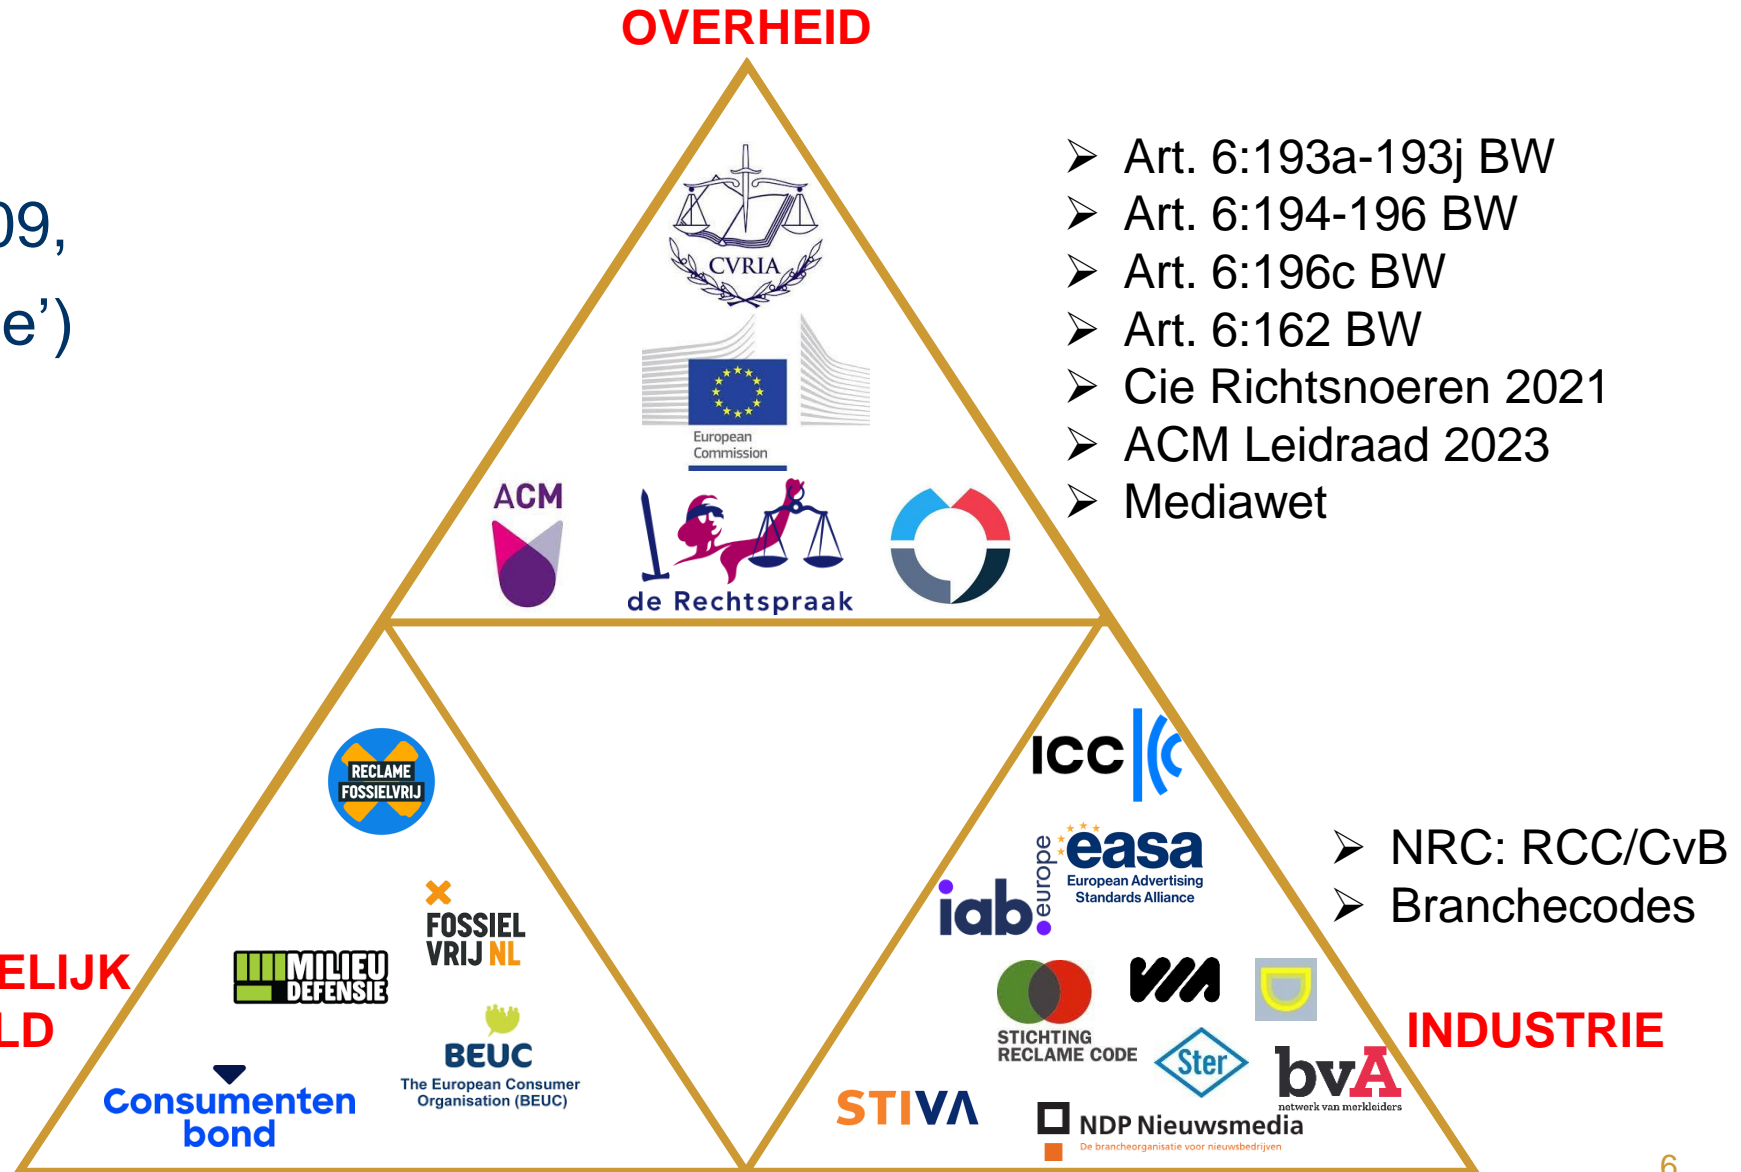 OVERHEID
09,
e’)
➢ Art. 6:193a-193j BW
➢ Art. 6:194-196 BW
➢ Art. 6:196c BW
➢ Art. 6:162 BW
➢ Cie Richtsnoeren 2021
➢ ACM Leidraad 2023
➢ Mediawet
CVRIA
European
Commission
ACM
de Rechtspraak
RECLAME
FOSSIELVRIJ
FOSSIEL
VRIJ NL
MILIEU
DEFENSIE
BEUC
The European Consumer
Organisation (BEUC)
Consumenten
bond
ELIJK
LD
ICC
easa
European Advertising
Standards Alliance
iab.
europe
➢ NRC: RCC/CvB
➢ Branchecodes
VIA
STICHTING
RECLAME CODE
Ster
bvA
netwerk van merkleiders
STIVA
NDP Nieuwsmedia
De brancheorganisatie voor nieuwsbedrijven
INDUSTRIE
6